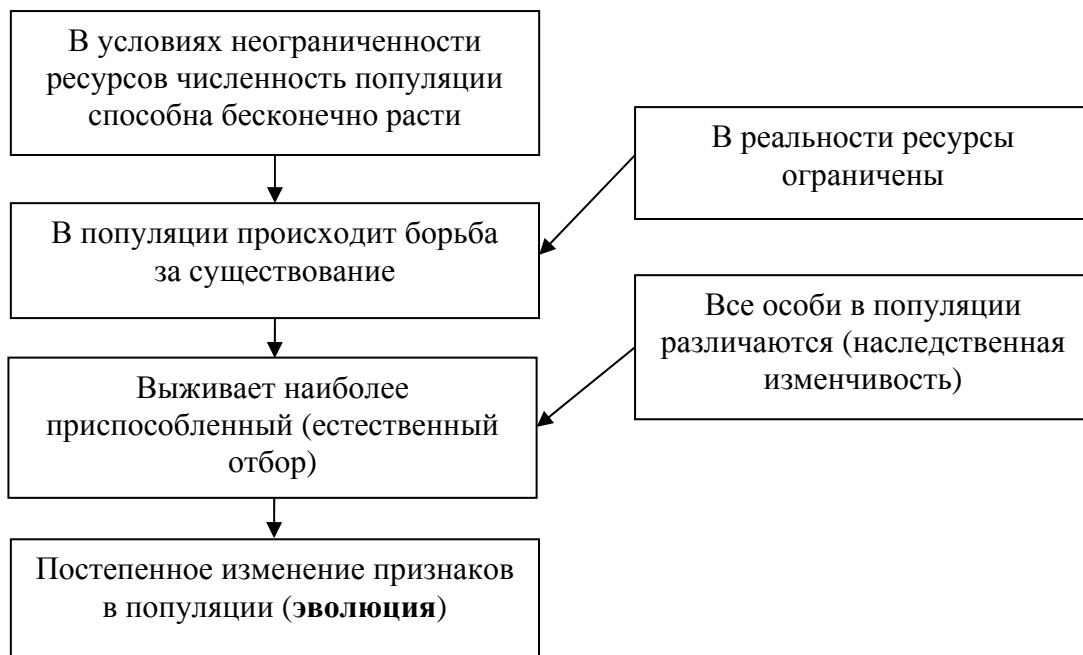 В условиях неограниченности
ресурсов численность популяции
способна бесконечно расти
В реальности ресурсы
ограничены
В популяции происходит борьба
за существование
Все особи в популяции
различаются (наследственная
изменчивость)
Выживает наиболее
приспособленный (естественный
отбор)
Постепенное изменение признаков
в популяции (эволюция)